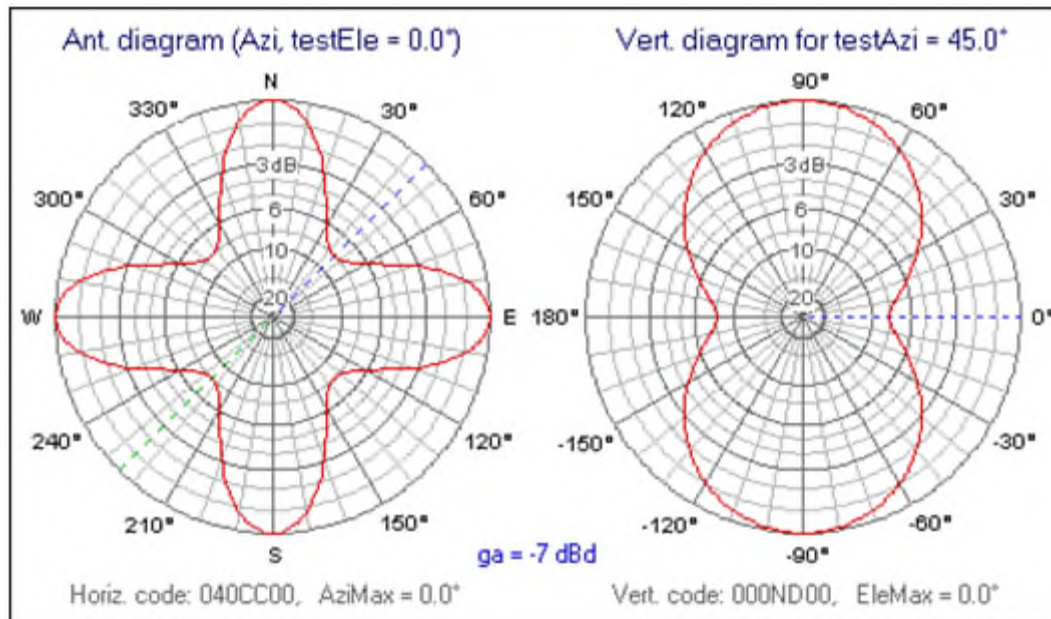 Ant. diagram (Azi, testEle = 0.0°)
N
330°
30°
300°
3dB
60°
6
10
20
W
E
240°
120°
210°
150°
S
Vert. diagram for testAzi = 45.0°
90°
120°
60°
3dB
150°
30°
6
10
20
180°
0°
-150°
-30°
-120°
-60°
-90°
ga = -7 dBd
Horiz. code: 040CC00, AziMax = 0.0°
Vert. code: 000ND00, EleMax = 0.0°